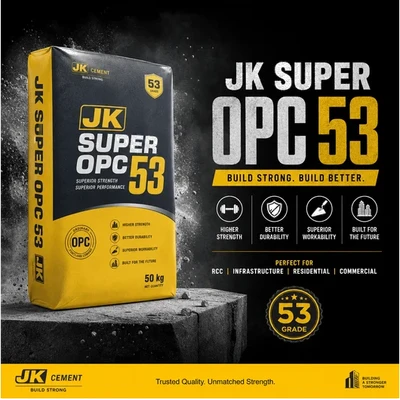 JK CEMENT
BUILD STRONG
53
JK SUPER OPC 53
JK
JK
SUPER
OPC 53
SUPERIOR STRENGTH
SUPERIOR PERFORMANCE
OPC
HIGHER STRENGTH
BETTER DURABILITY
SUPERIOR WORKABILITY
BUILT FOR THE FUTURE
50 kg
JK SUPER
OPC 53
BUILD STRONG. BUILD BETTER.
HIGHER STRENGTH
BETTER DURABILITY
SUPERIOR WORKABILITY
BUILT FOR THE FUTURE
PERFECT FOR
RCC | INFRASTRUCTURE | RESIDENTIAL | COMMERCIAL
53
GRADE
JK CEMENT
BUILD STRONG
Trusted Quality. Unmatched Strength.
BUILDING
A STRONGER
TOMORROW